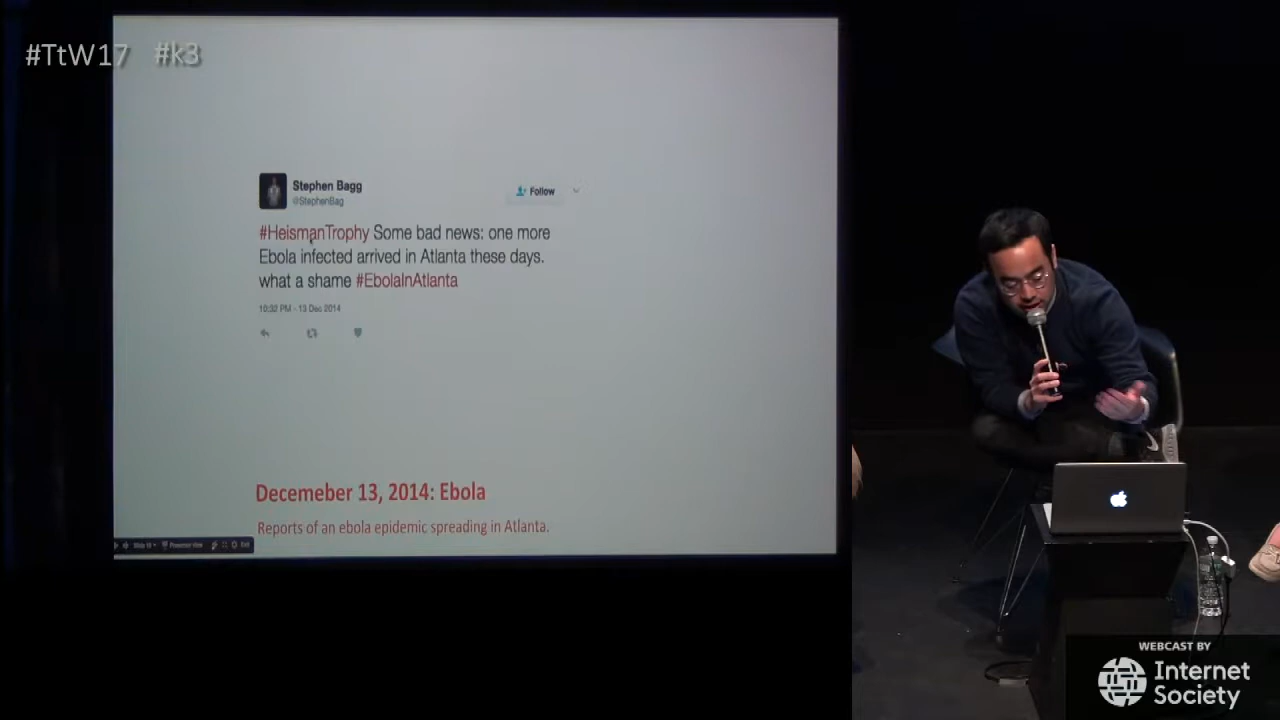 #TtW17 #k3
Stephen Bagg
@StephenBag
Follow
#HeismanTrophy Some bad news: one more
Ebola infected arrived in Atlanta these days.
what a shame #EbolaInAtlanta
10:32 PM - 13 Dec 2014
Decemeber 13, 2014: Ebola
Reports of an ebola epidemic spreading in Atlanta.
WEBCAST BY
Internet
Society